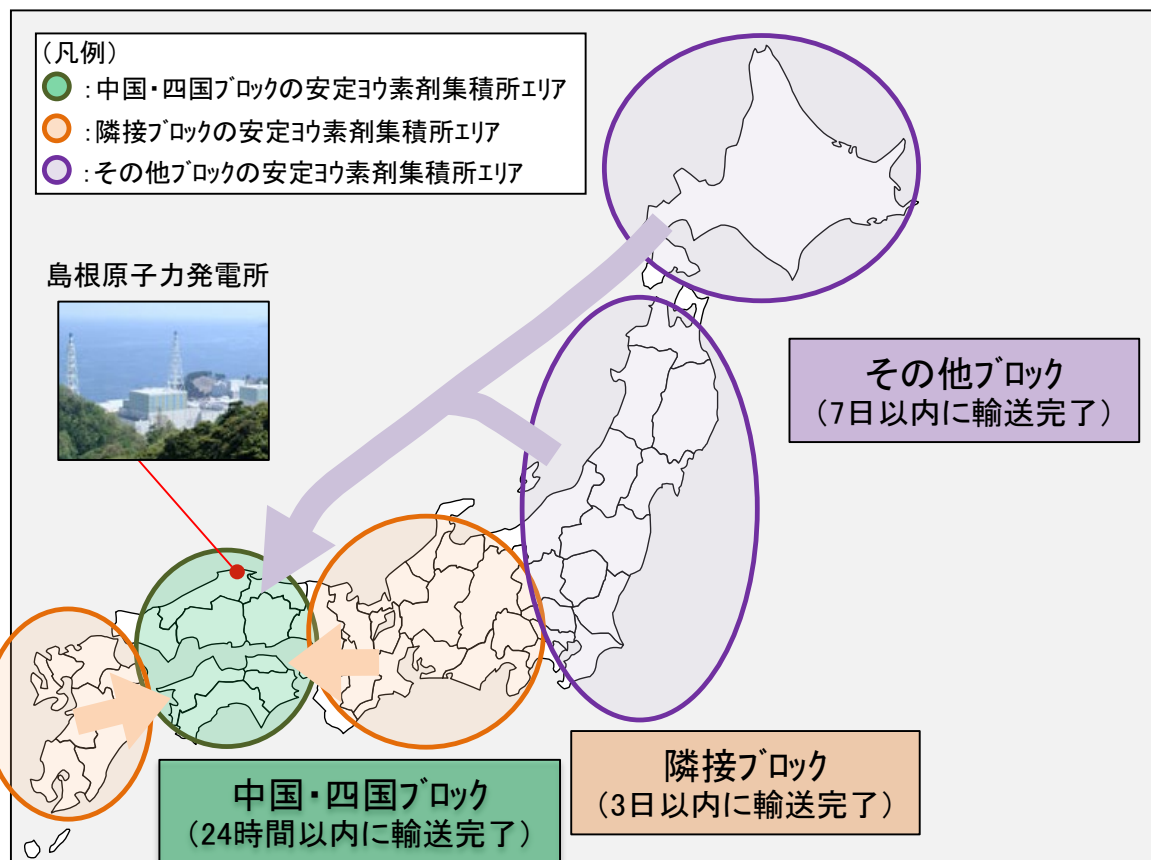 (凡例)
:中国・四国ﾌﾞﾛｯｸの安定ﾖｳ素剤集積所ｴﾘｱ
:隣接ﾌﾞﾛｯｸの安定ﾖｳ素剤集積所ｴﾘｱ
:その他ﾌﾞﾛｯｸの安定ﾖｳ素剤集積所ｴﾘｱ
島根原子力発電所
その他ﾌﾞﾛｯｸ
(7日以内に輸送完了)
隣接ﾌﾞﾛｯｸ
(3日以内に輸送完了)
中国・四国ﾌﾞﾛｯｸ
(24時間以内に輸送完了)